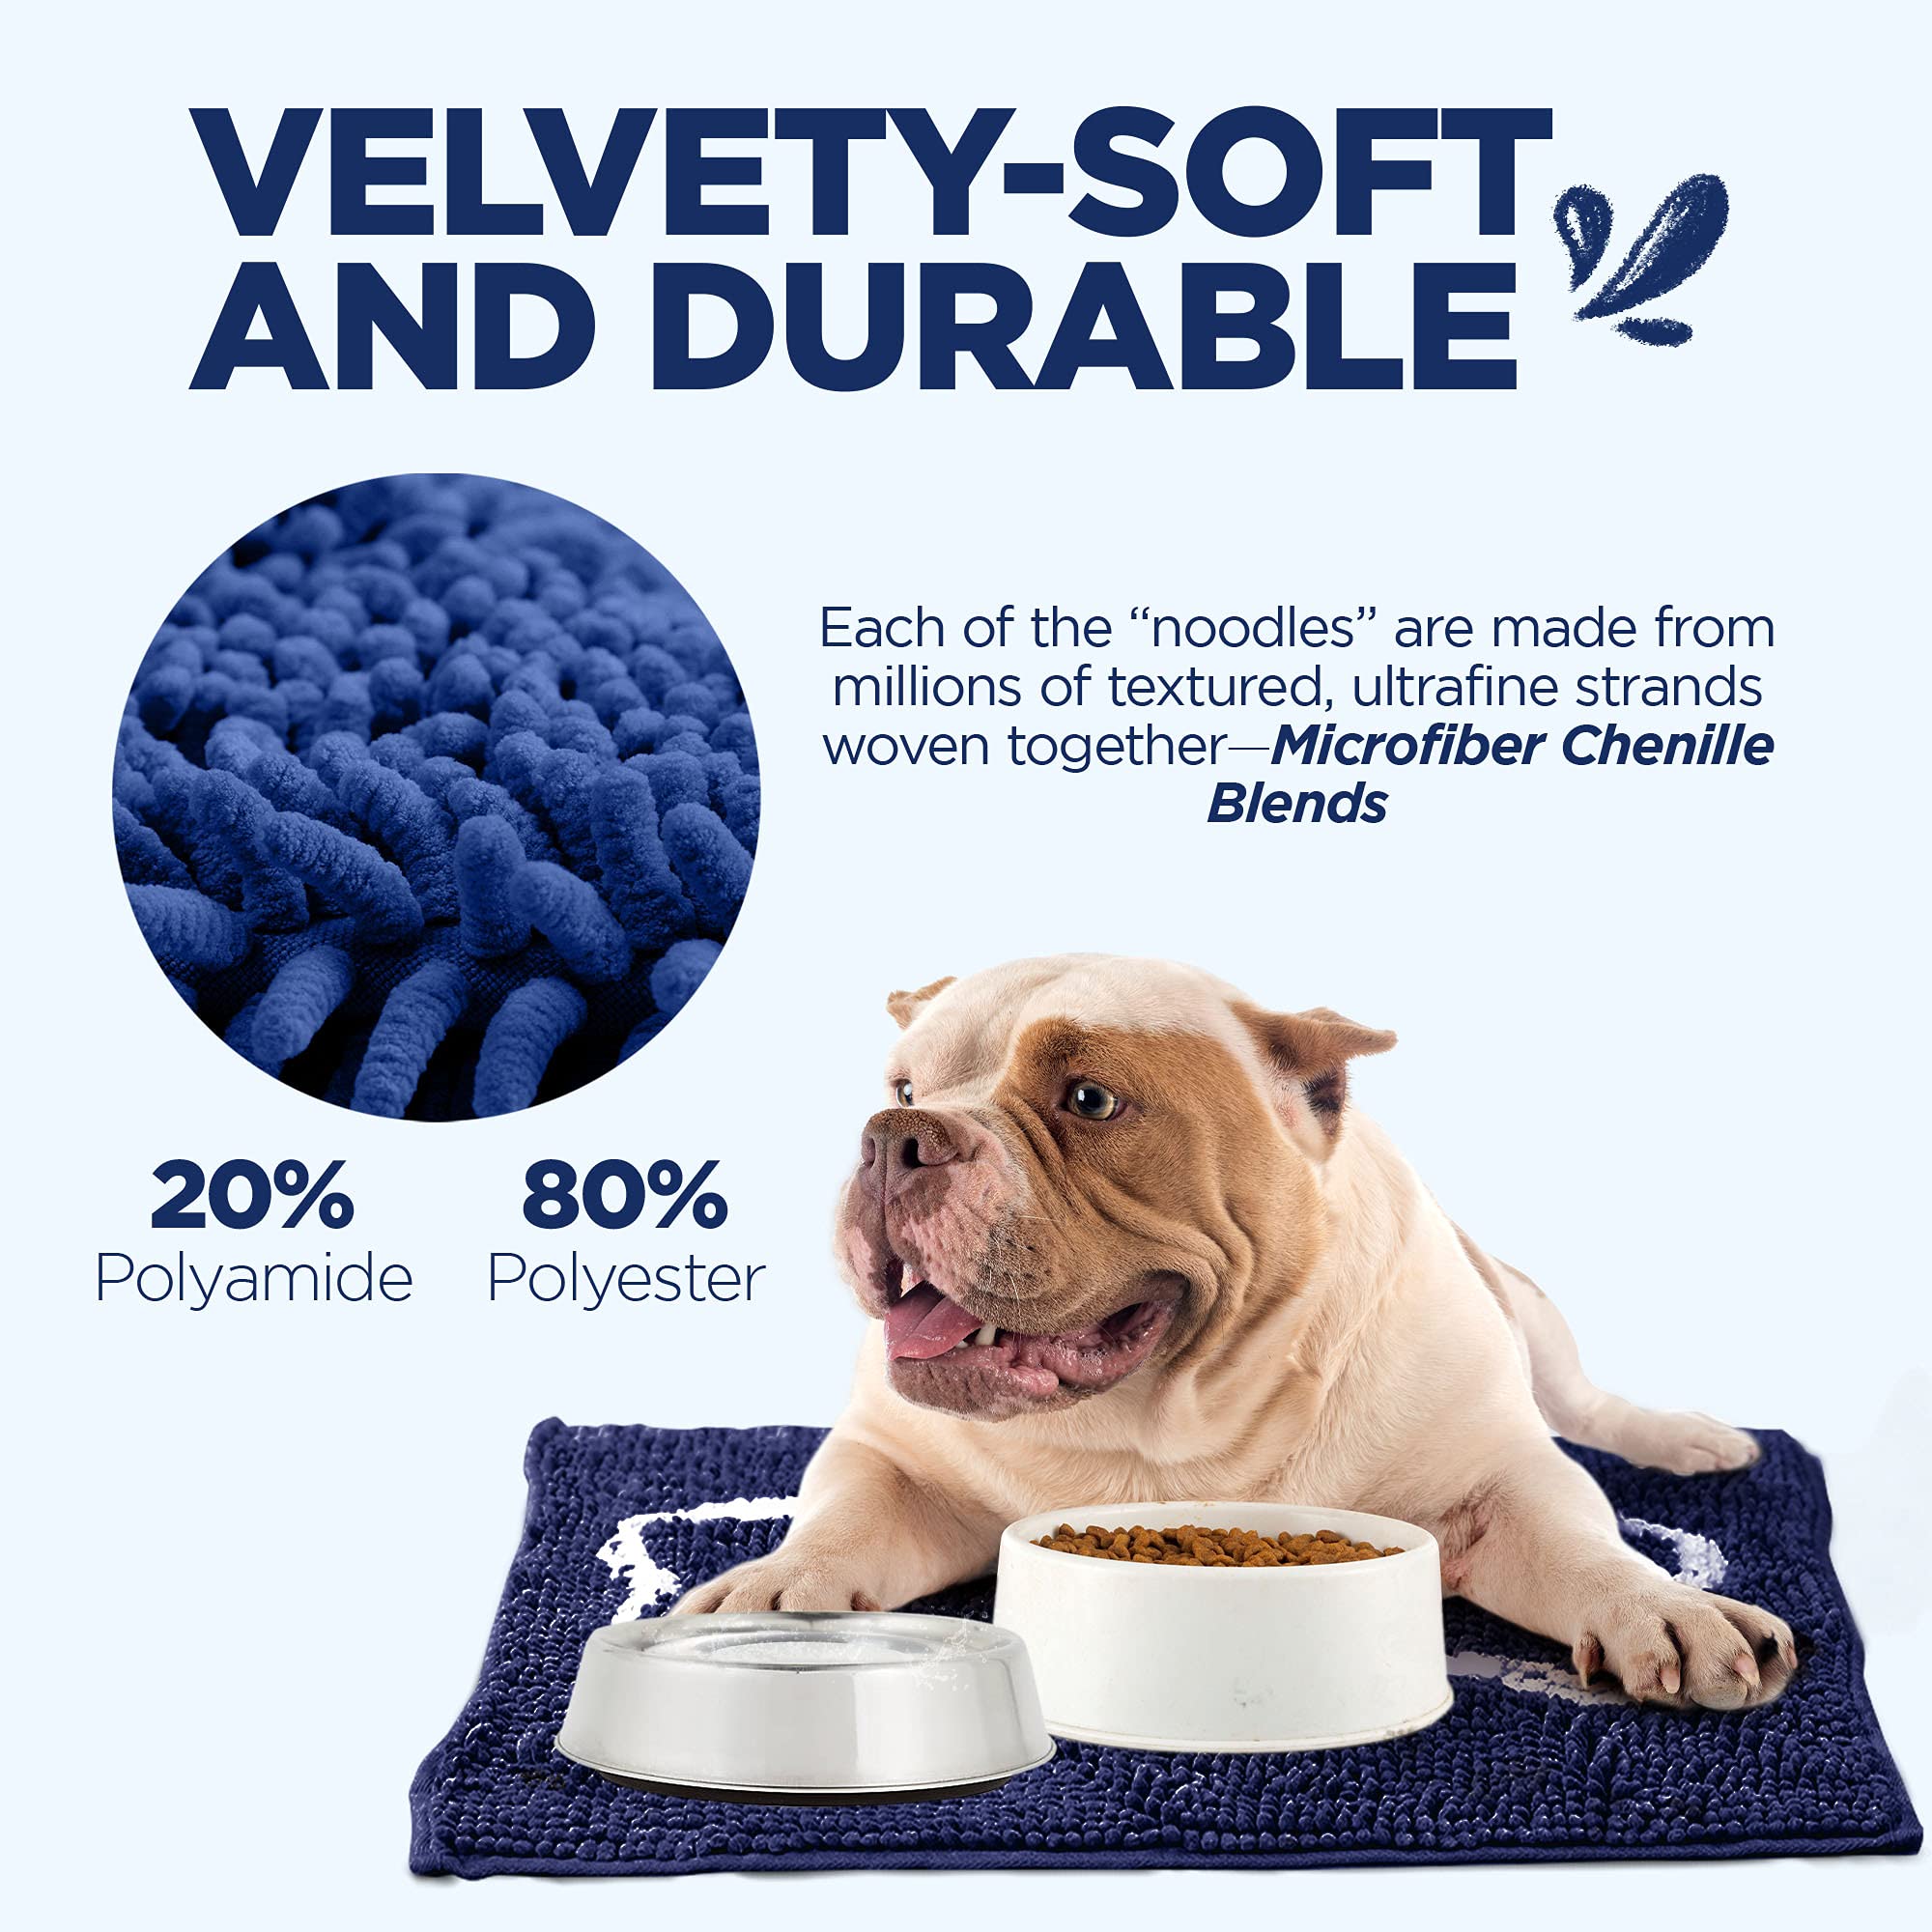 VELVETY-SOFT
AND DURABLE
Each of the “noodles” are made from
millions of textured, ultrafine strands
woven together—Microfiber Chenille
Blends
20%
Polyamide
80%
Polyester